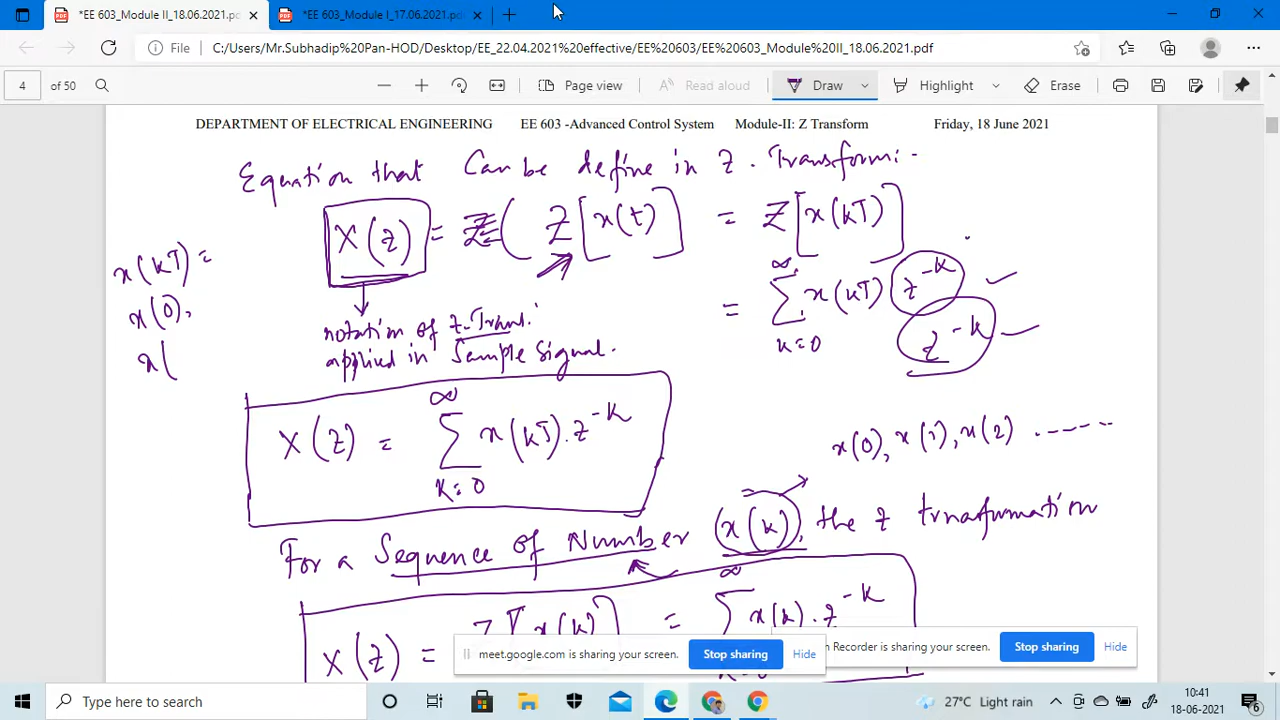 *EE 603_Module II_18.06.2021.pd
*EE 603_Module I_17.06.2021.pd
File C:/Users/Mr.Subhadip%20Pan-HOD/Desktop/EE_22.04.2021%20effective/EE%20603/EE%20603_Module%20II_18.06.2021.pdf
4 of 50 Page view Read aloud Draw Highlight Erase
DEPARTMENT OF ELECTRICAL ENGINEERING EE 603 -Advanced Control System Module-II: Z Transform Friday, 18 June 2021
Equation that Can be define in Z. Transform:-
X(z) = Z[x(t)] = Z[x(kT)]
x(kT) =
x(0),
x(
= ∞ Σ k=0 x(kT) z^-k
z^-k
notation of Z-Trans.
applied in Sample Signal.
X(z) = ∞ Σ k=0 x(kT).z^-k
x(0), x(1), x(2) ------
For a Sequence of Number (x(k)), the z trnasfurmation
X(z) = Z[x(k)] = ∞ Σ x(k).z^-k
meet.google.com is sharing your screen. Stop sharing Hide
Recorder is sharing your screen. Stop sharing Hide
Type here to search
27°C Light rain
10:41
18-06-2021
6